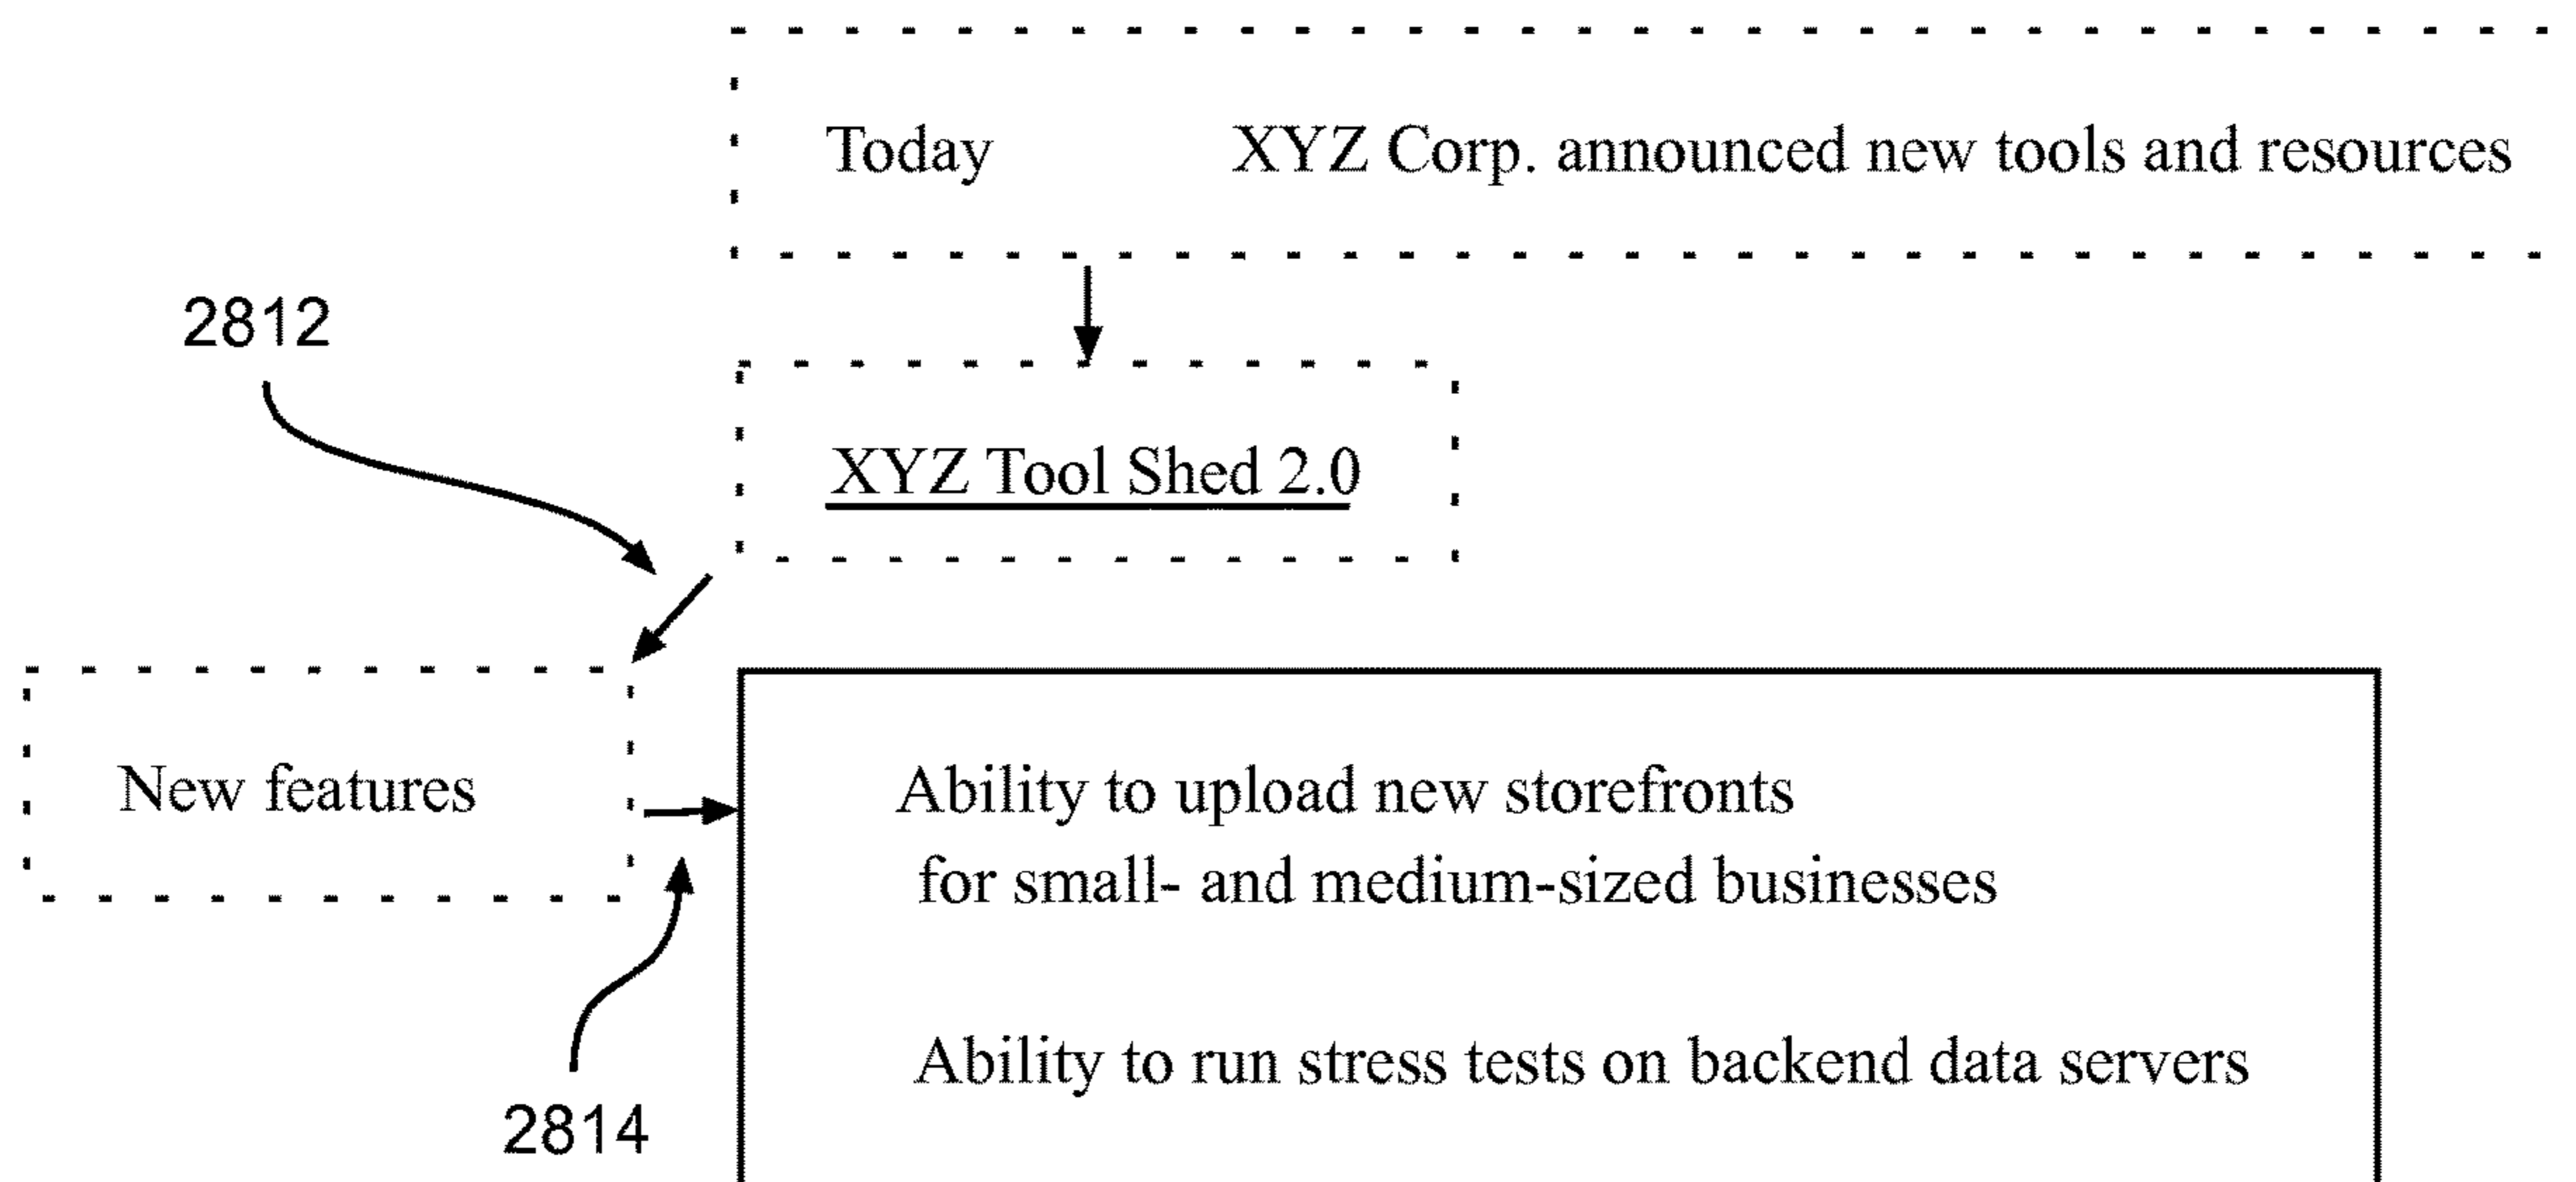 Today XYZ Corp. announced new tools and resources
2812
XYZ Tool Shed 2.0
New features
Ability to upload new storefronts
for small- and medium-sized businesses
Ability to run stress tests on backend data servers
2814